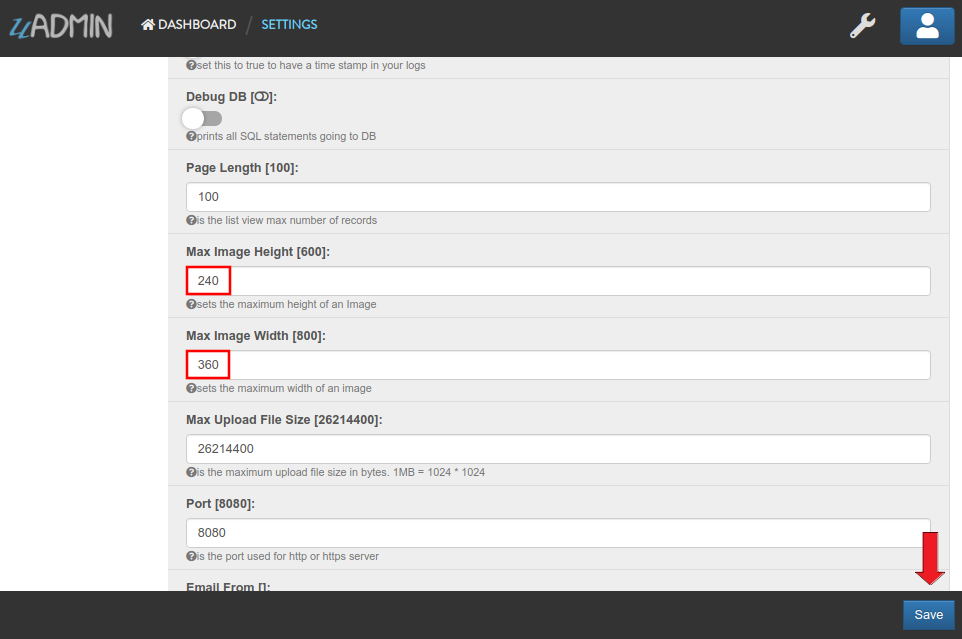 uADMIN
DASHBOARD / SETTINGS
set this to true to have a time stamp in your logs
Debug DB []:
prints all SQL statements going to DB
Page Length [100]:
100
is the list view max number of records
Max Image Height [600]:
240
sets the maximum height of an Image
Max Image Width [800]:
360
sets the maximum width of an image
Max Upload File Size [26214400]:
26214400
is the maximum upload file size in bytes. 1MB = 1024 * 1024
Port [8080]:
8080
is the port used for http or https server
Email From []:
Save